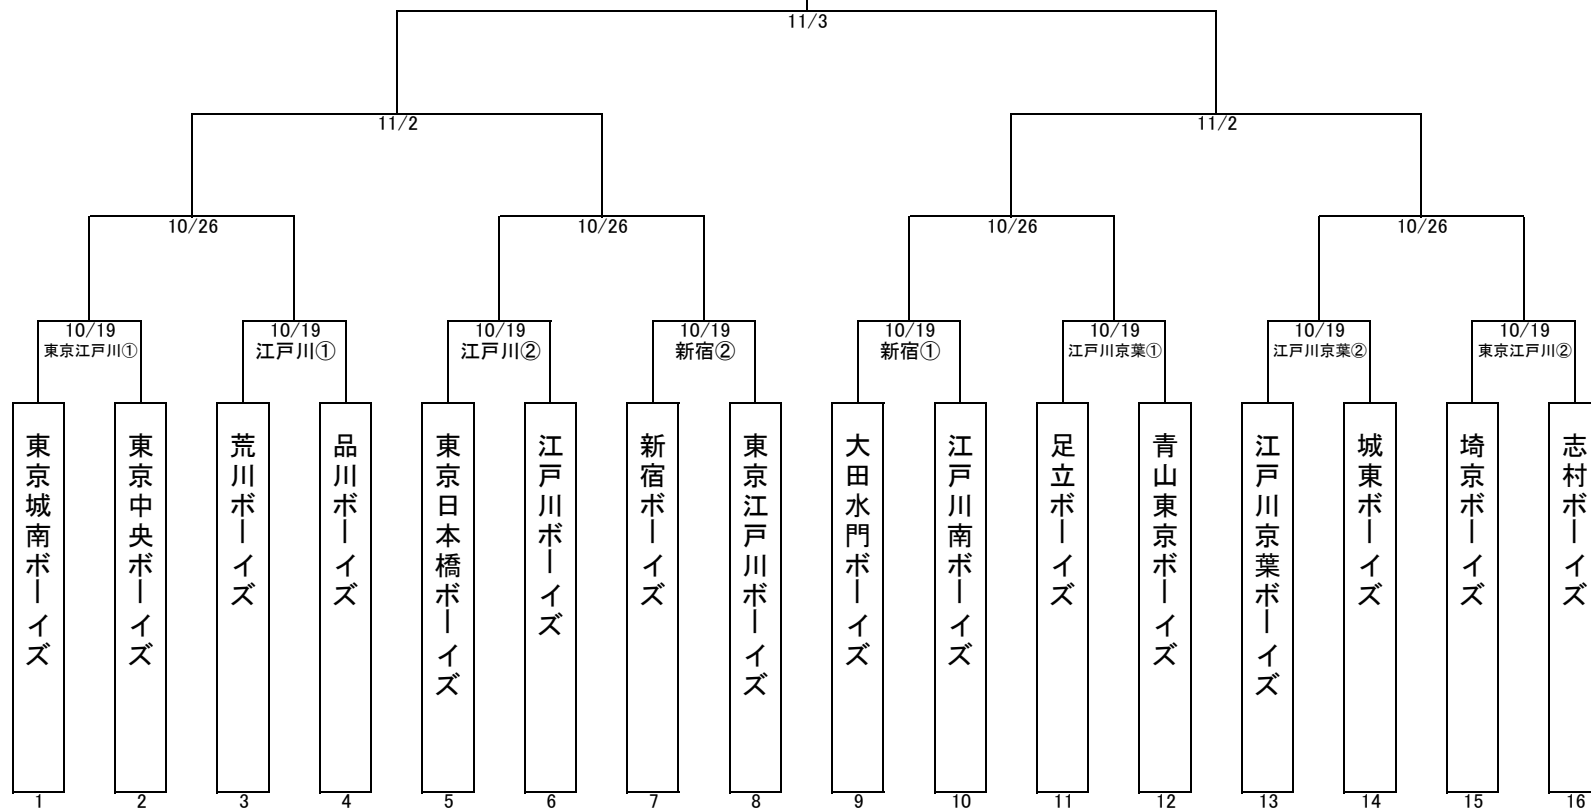 11/3
11/2
11/2
10/26
10/26
10/26
10/26
10/19
東京江戸川①
10/19
江戸川①
10/19
江戸川②
10/19
新宿②
10/19
新宿①
10/19
江戸川京葉①
10/19
江戸川京葉②
10/19
東京江戸川②
東京城南ボーイズ
東京中央ボーイズ
荒川ボーイズ
品川ボーイズ
東京日本橋ボーイズ
江戸川ボーイズ
新宿ボーイズ
東京江戸川ボーイズ
大田水門ボーイズ
江戸川南ボーイズ
足立ボーイズ
青山東京ボーイズ
江戸川京葉ボーイズ
城東ボーイズ
埼京ボーイズ
志村ボーイズ
1 2 3 4 5 6 7 8 9 10 11 12 13 14 15 16